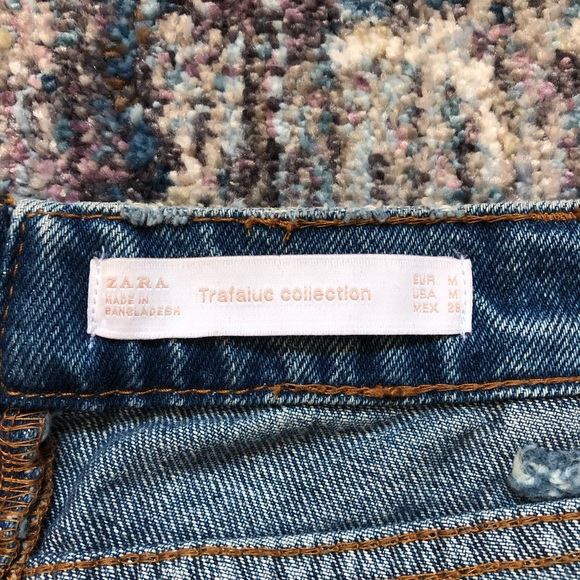 ZARA
MADE IN
BANGLADESH
Trafaluc collection
EUR M
USA M
MEX 28